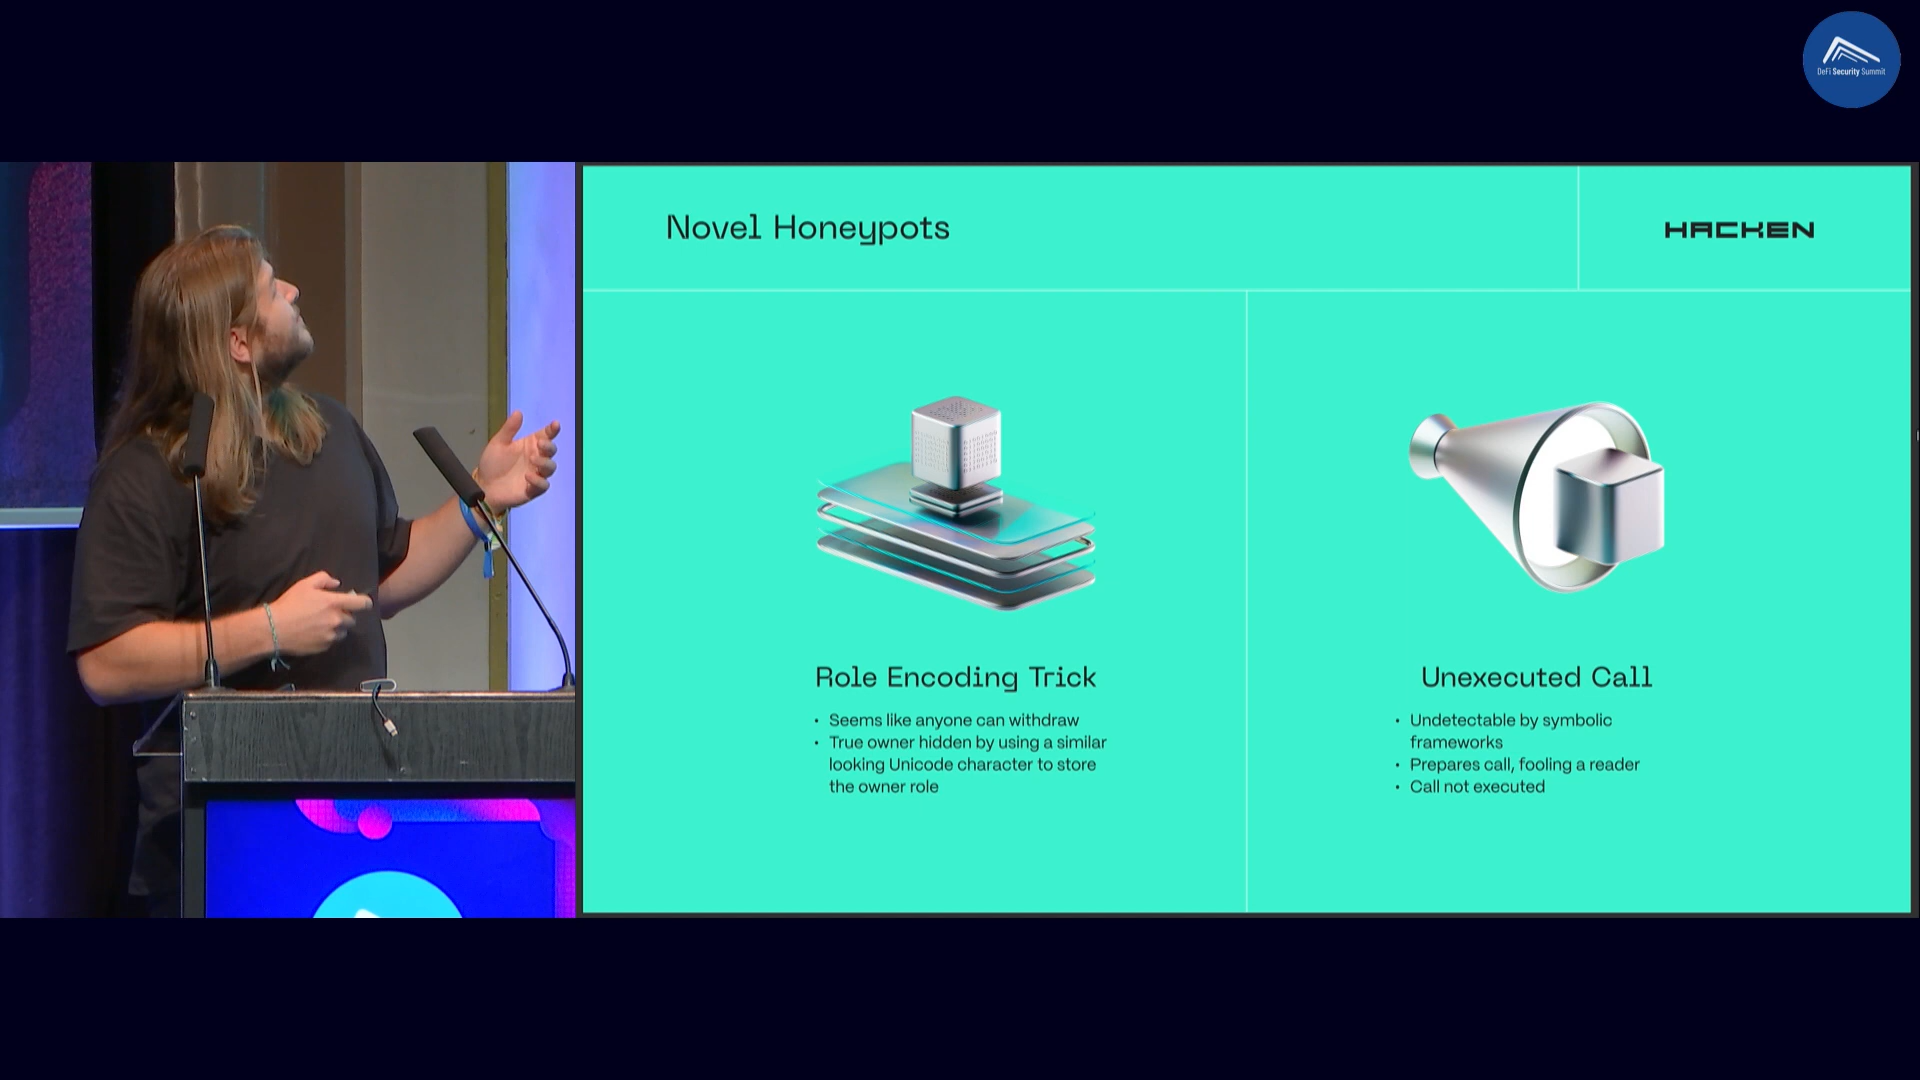 DeFi Security Summit
Novel Honeypots
HACKEN
Role Encoding Trick
• Seems like anyone can withdraw
• True owner hidden by using a similar
looking Unicode character to store
the owner role
Unexecuted Call
• Undetectable by symbolic
frameworks
• Prepares call, fooling a reader
• Call not executed